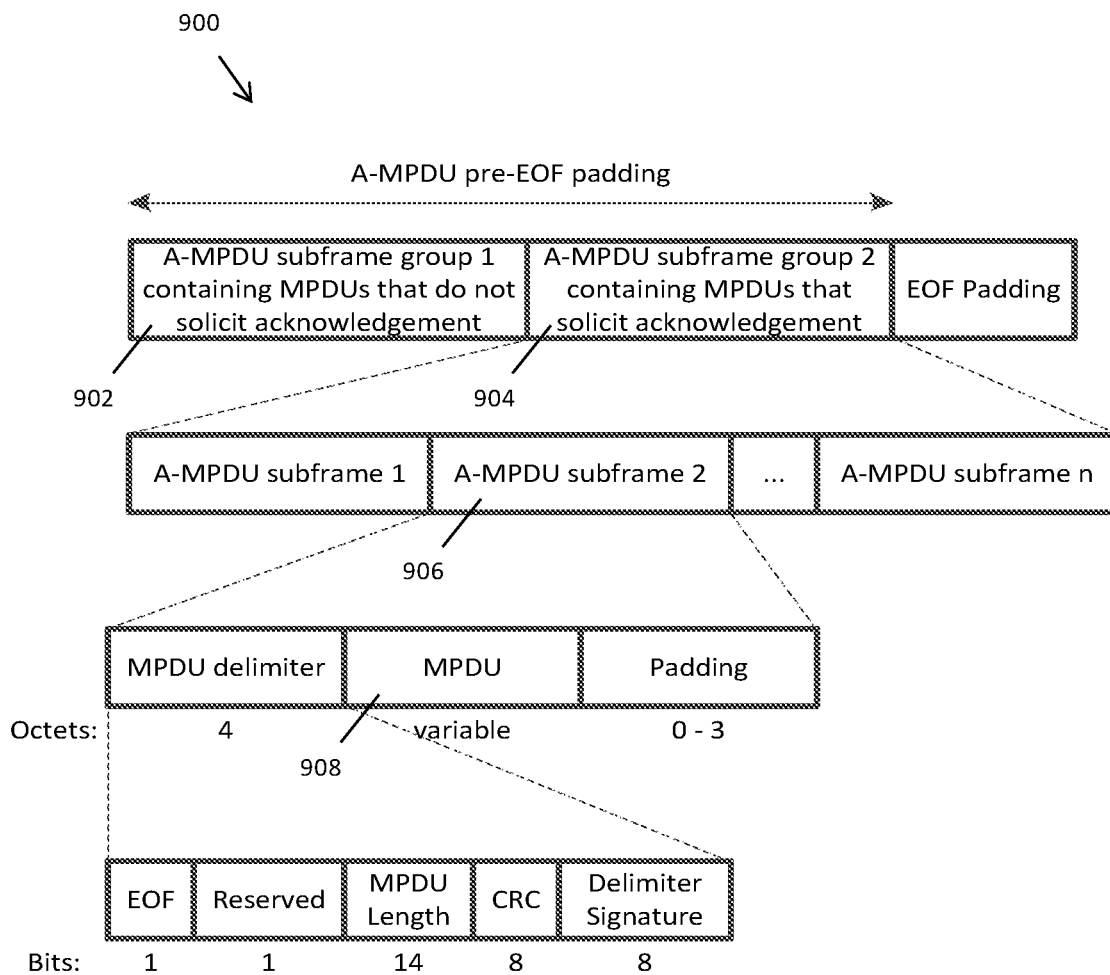 900
A-MPDU pre-EOF padding
A-MPDU subframe group 1
containing MPDUs that do not
solicit acknowledgement
A-MPDU subframe group 2
containing MPDUs that
solicit acknowledgement
EOF Padding
902
904
A-MPDU subframe 1
A-MPDU subframe 2
...
A-MPDU subframe n
906
MPDU delimiter
MPDU
Padding
Octets:
4
variable
0 - 3
908
EOF
Reserved
MPDU
Length
CRC
Delimiter
Signature
Bits:
1
1
14
8
8